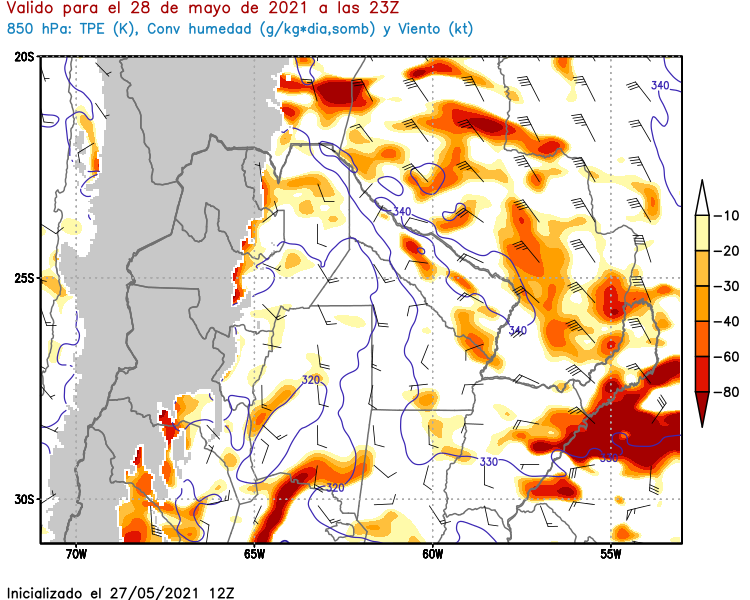 Valido para el 28 de mayo de 2021 a las 23Z
850 hPa: TPE (K), Conv humedad (g/kg*dia,somb) y Viento (kt)
20S
340
340
-10
-20
25S
-30
340
-60
320
-80
330
330
320
30S
70W 65W 60W 55W
Inicializado el 27/05/2021 12Z